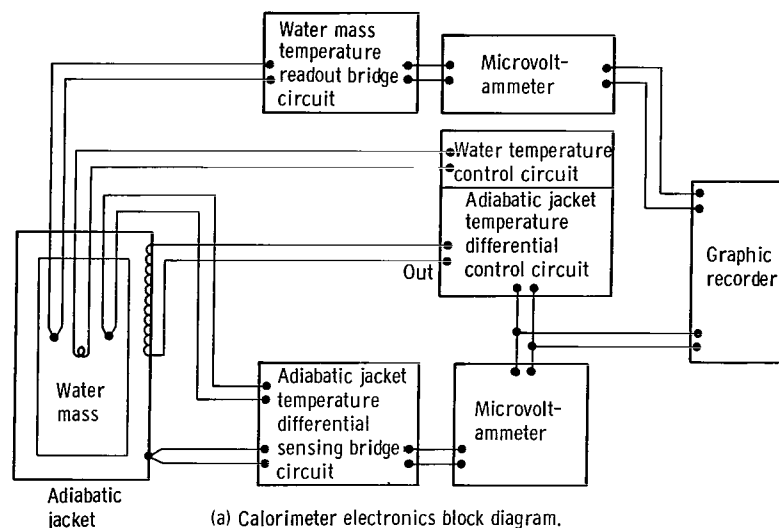 Water mass
temperature
readout bridge
circuit
Microvolt-
ammeter
Water temperature
control circuit
Adiabatic jacket
temperature
differential
control circuit
Out
Graphic
recorder
Water
mass
Adiabatic jacket
temperature
differential
sensing bridge
circuit
Microvolt-
ammeter
Adiabatic
jacket
(a) Calorimeter electronics block diagram.